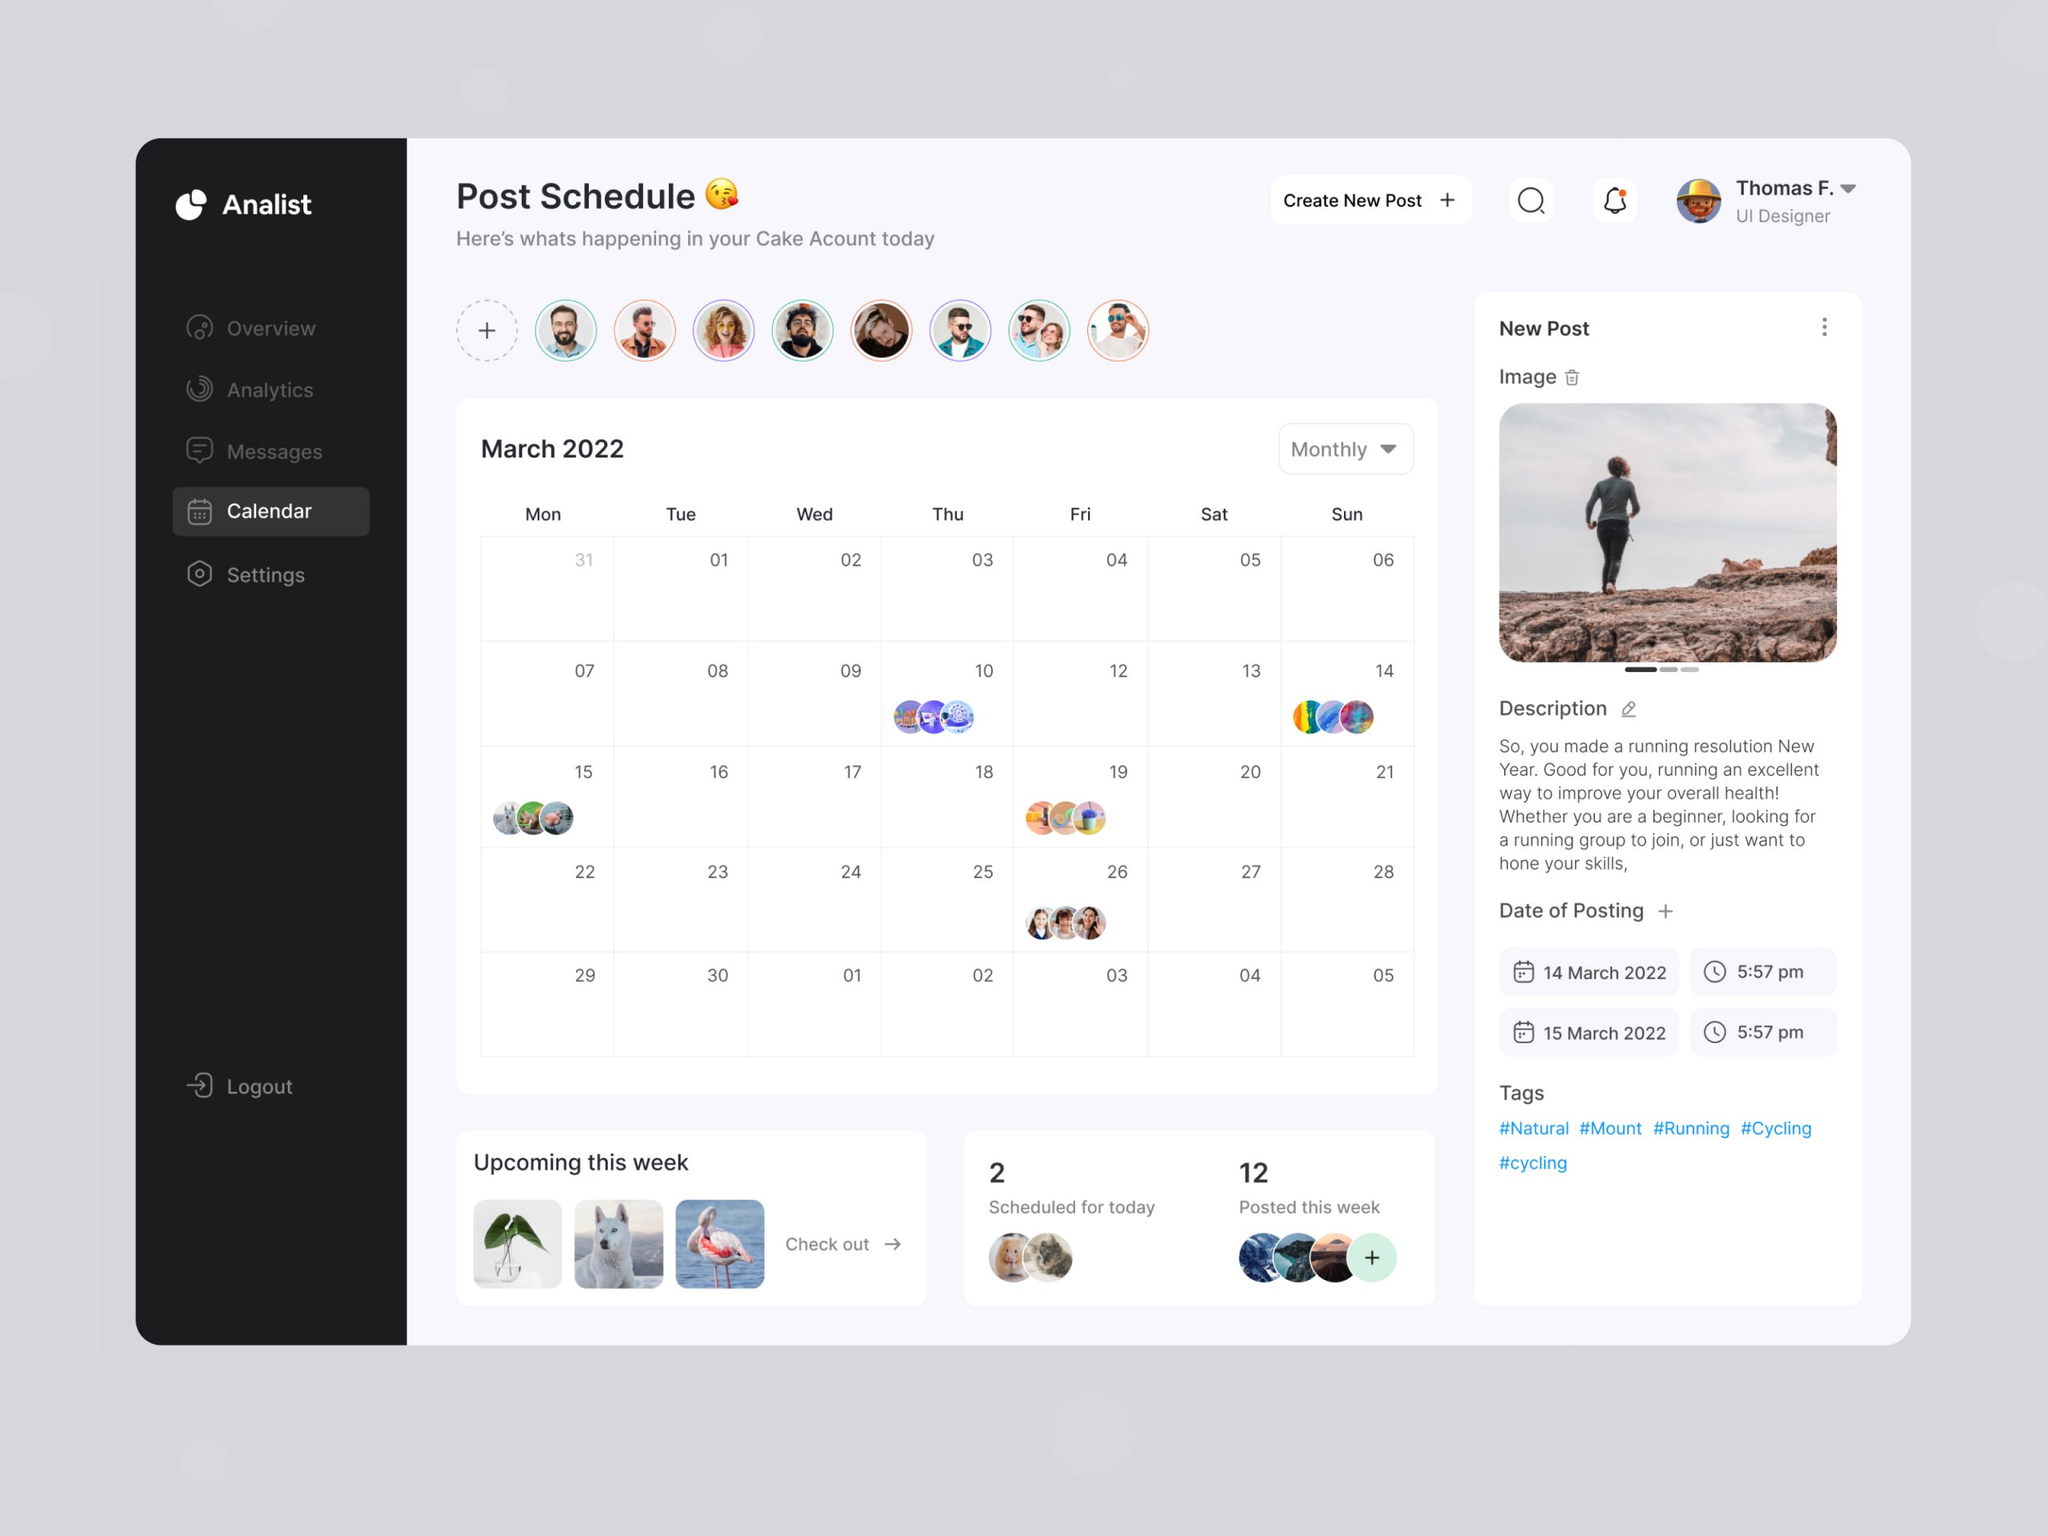 Analist
Overview
Analytics
Messages
Calendar
Settings
Logout
Post Schedule 😘
Here's whats happening in your Cake Acount today
Create New Post +
Thomas F.
UI Designer
March 2022
Monthly
Mon Tue Wed Thu Fri Sat Sun
31 01 02 03 04 05 06
07 08 09 10 12 13 14
15 16 17 18 19 20 21
22 23 24 25 26 27 28
29 30 01 02 03 04 05
Upcoming this week
Check out →
2
Scheduled for today
12
Posted this week
+
New Post
Image
Description
So, you made a running resolution New
Year. Good for you, running an excellent
way to improve your overall health!
Whether you are a beginner, looking for
a running group to join, or just want to
hone your skills,
Date of Posting +
14 March 2022 5:57 pm
15 March 2022 5:57 pm
Tags
#Natural #Mount #Running #Cycling
#cycling